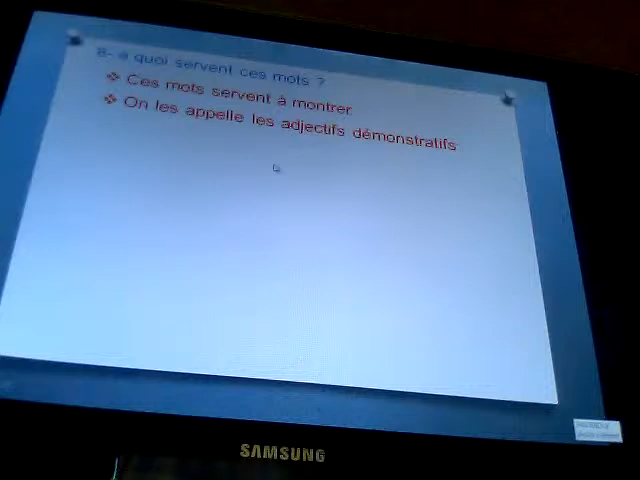 8- à quoi servent ces mots ?
❖ Ces mots servent à montrer.
❖ On les appelle les adjectifs démonstratifs.
SAMSUNG